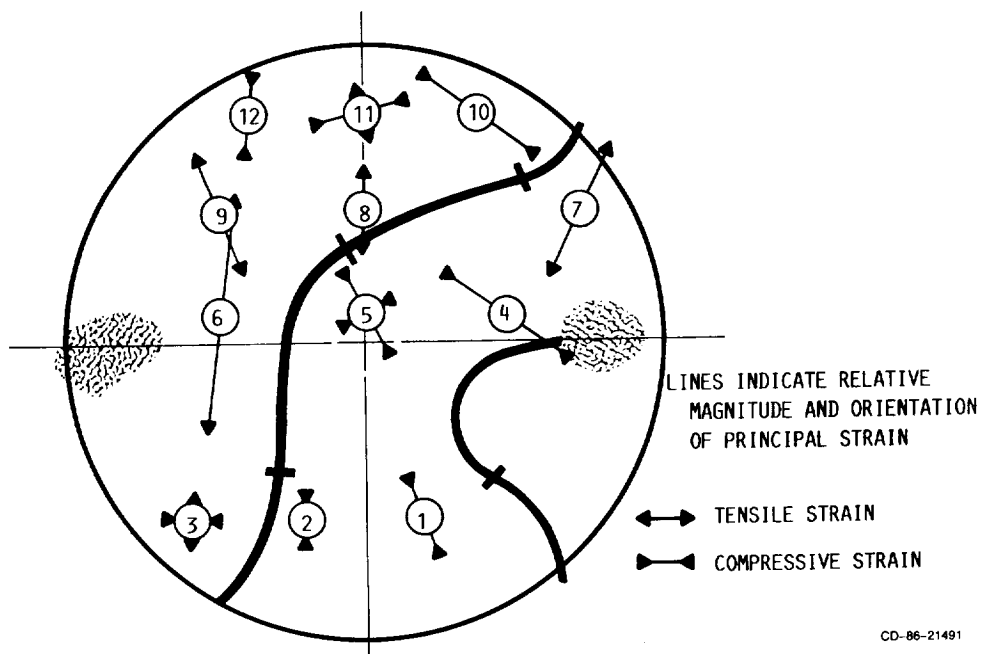 12
11
10
9
8
7
6
5
4
LINES INDICATE RELATIVE
MAGNITUDE AND ORIENTATION
OF PRINCIPAL STRAIN
3
2
1
TENSILE STRAIN
COMPRESSIVE STRAIN
CD-86-21491